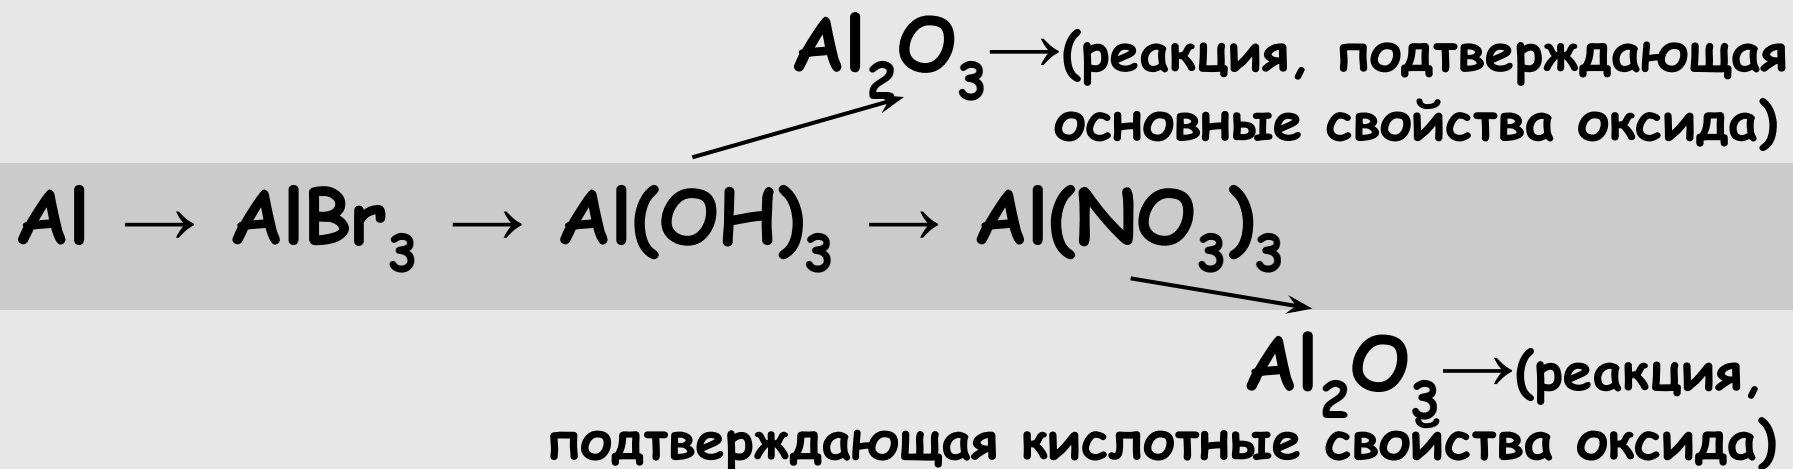 Al₂O₃→(реакция, подтверждающая
основные свойства оксида)
Al → AlBr₃ → Al(OH)₃ → Al(NO₃)₃
Al₂O₃→(реакция,
подтверждающая кислотные свойства оксида)